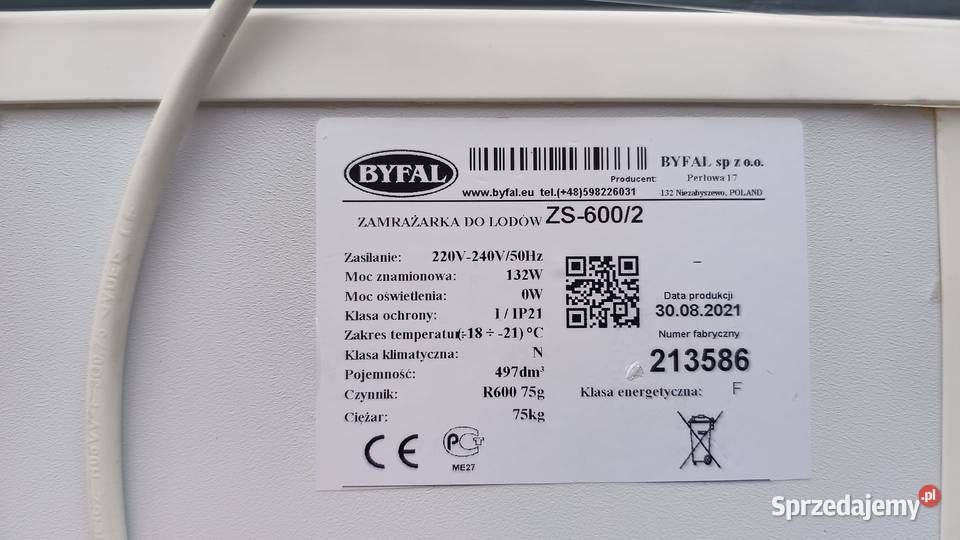 BYFAL
BYFAL sp z o.o.
Producent: Perłowa 17
www.byfal.eu tel.(+48)598226031 132 Niezabyszewo, POLAND
ZAMRAŻARKA DO LODÓW ZS-600/2
Zasilanie: 220V-240V/50Hz
Moc znamionowa: 132W
Moc oświetlenia: 0W
Klasa ochrony: I / IP21
Zakres temperatur: (-18 ÷ -21) °C
Klasa klimatyczna: N
Pojemność: 497dm³
Czynnik: R600 75g
Ciężar: 75kg
–
Data produkcji
30.08.2021
Numer fabryczny
213586
Klasa energetyczna: F
CE
РСТ
ME27
Sprzedajemy.pl